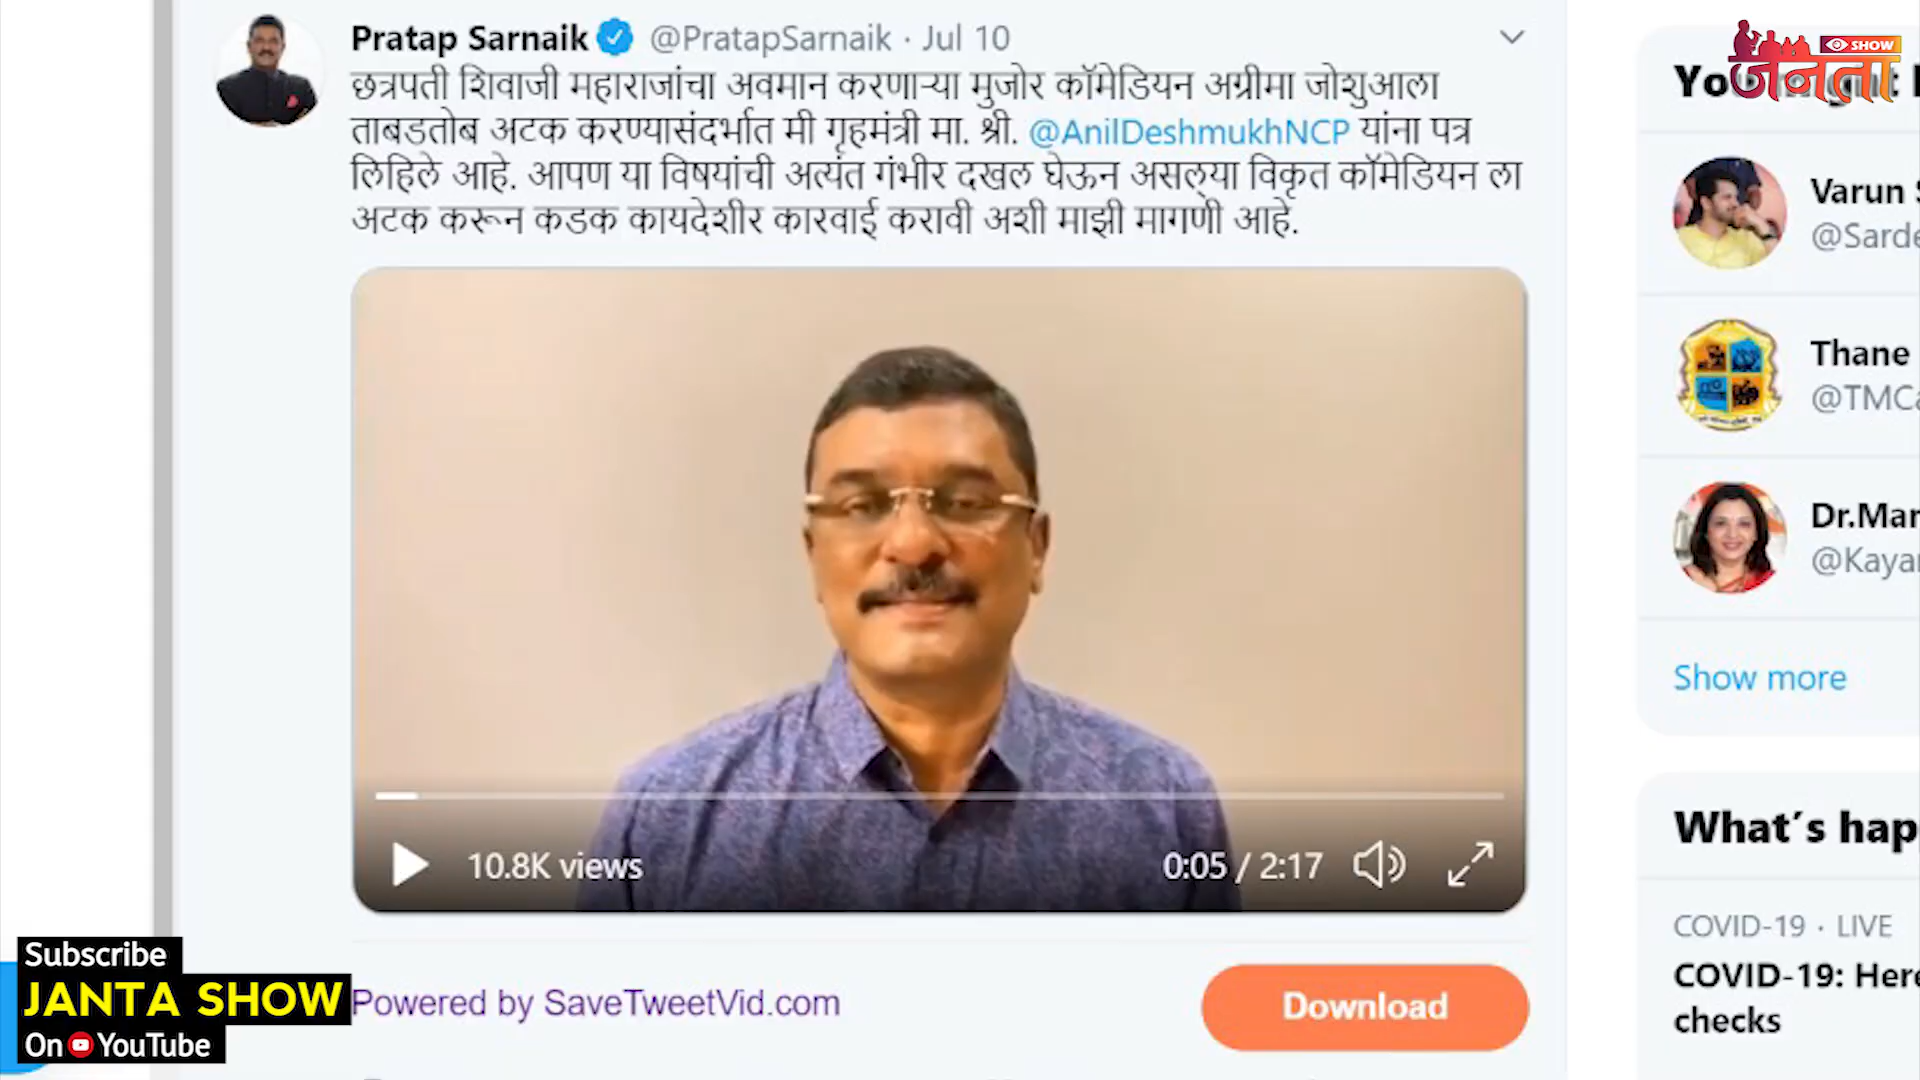 Pratap Sarnaik @PratapSarnaik · Jul 10
छत्रपती शिवाजी महाराजांचा अवमान करणाऱ्या मुजोर कॉमेडियन अग्रीमा जोशुआला
ताबडतोब अटक करण्यासंदर्भात मी गृहमंत्री मा. श्री. @AnilDeshmukhNCP यांना पत्र
लिहिले आहे. आपण या विषयांची अत्यंत गंभीर दखल घेऊन असल्या विकृत कॉमेडियन ला
अटक करून कडक कायदेशीर कारवाई करावी अशी माझी मागणी आहे.
10.8K views
0:05 / 2:17
Powered by SaveTweetVid.com
Download
SHOW
जनता
Varun
@Sarde
Thane
@TMCa
Dr.Mar
@Kayan
Show more
What's hap
COVID-19 · LIVE
COVID-19: Here
checks
Subscribe
JANTA SHOW
On YouTube